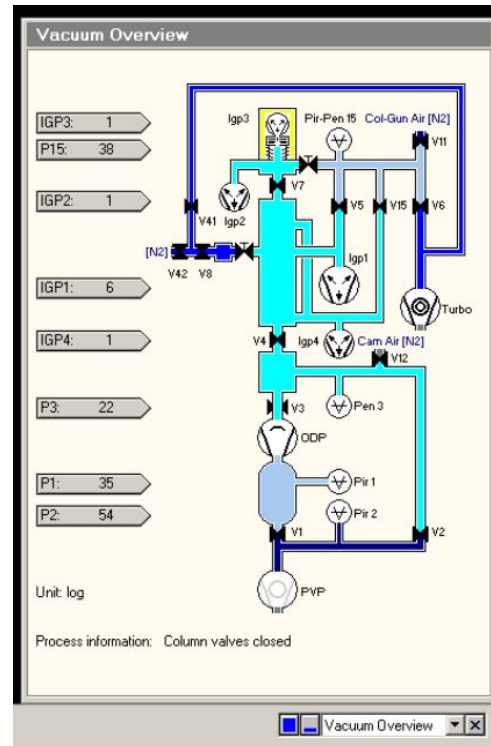 Vacuum Overview
Igp3
Pir-Pen 15
Col-Gun Air [N2]
IGP3: 1
P15: 38
V11
V7
IGP2: 1
V41
Igp2
V5
V15
V6
[N2]
V42
V8
Igp1
IGP1: 6
Turbo
IGP4: 1
V4
Igp4
Cam Air [N2]
V12
P3: 22
V3
Pen 3
ODP
P1: 35
Pir 1
P2: 54
Pir 2
V1
V2
Unit: log
PVP
Process information: Column valves closed
Vacuum Overview